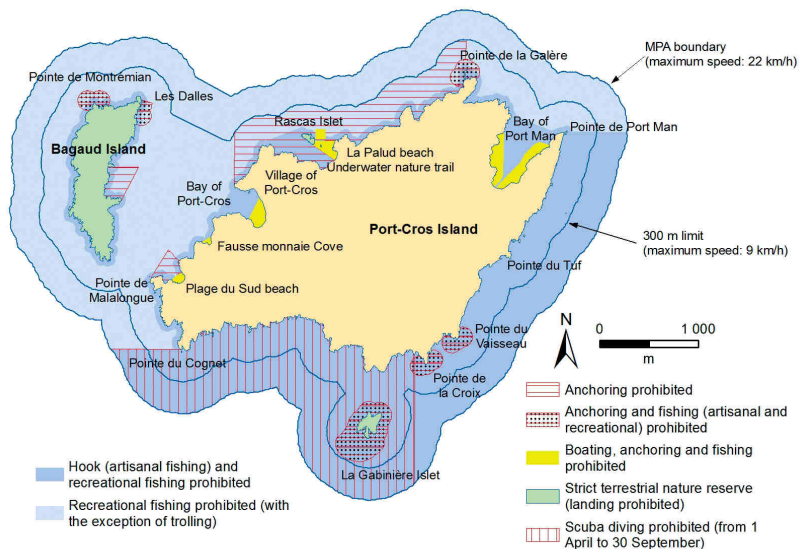 Pointe de la Galère
MPA boundary
(maximum speed: 22 km/h)
Pointe de Montrémian
Les Dalles
Rascas Islet
Bay of
Port Man
Pointe de Port Man
Bagaud Island
La Palud beach
Underwater nature trail
Village of
Port-Cros
Bay of
Port-Cros
Port-Cros Island
300 m limit
(maximum speed: 9 km/h)
Fausse monnaie Cove
Pointe du Tuf
Pointe de
Malalongue
Plage du Sud beach
N
0
1 000
m
Pointe du
Vaisseau
Pointe du Cognet
Pointe de
la Croix
La Gabinière Islet
Anchoring prohibited
Anchoring and fishing (artisanal and
recreational) prohibited
Boating, anchoring and fishing
prohibited
Strict terrestrial nature reserve
(landing prohibited)
Scuba diving prohibited (from 1
April to 30 September)
Hook (artisanal fishing) and
recreational fishing prohibited
Recreational fishing prohibited (with
the exception of trolling)